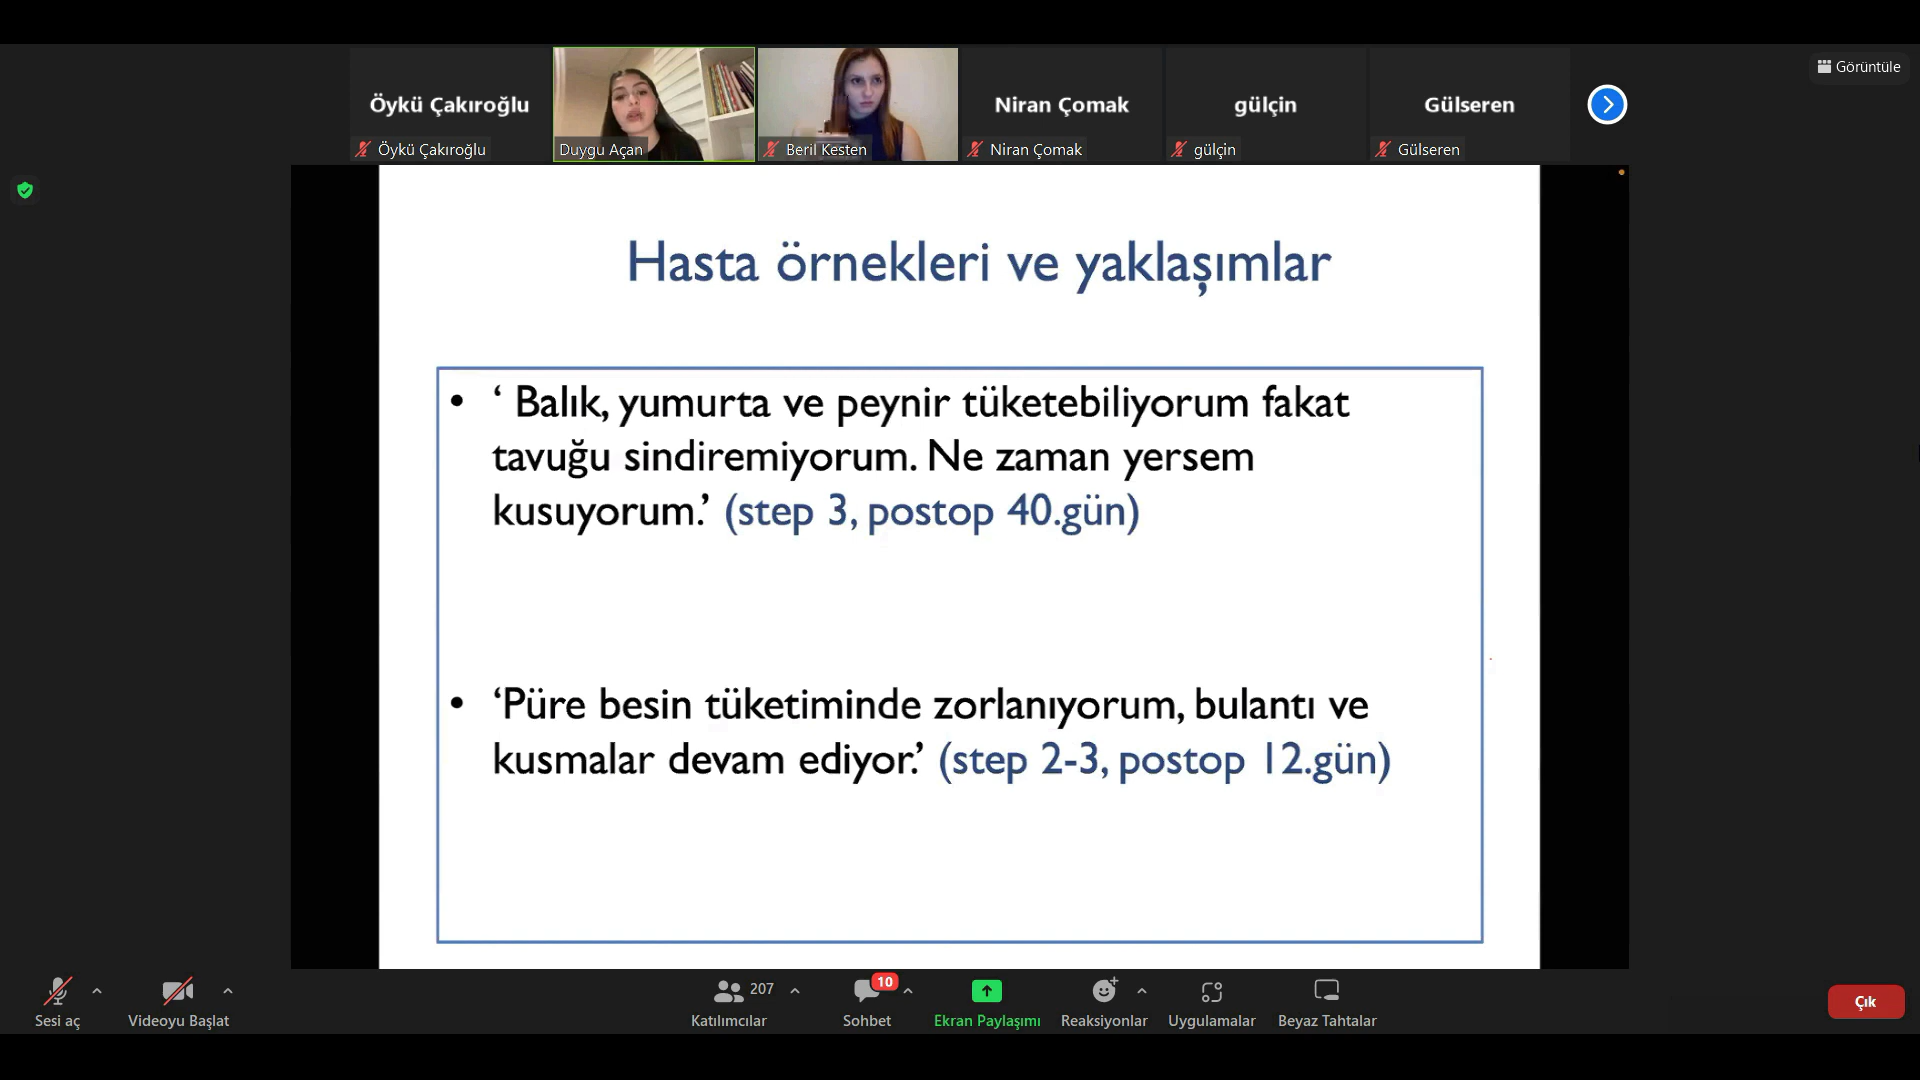 Görüntüle
Öykü Çakıroğlu
Niran Çomak
gülçin
Gülseren
Öykü Çakıroğlu
Duygu Açan
Beril Kesten
Niran Çomak
gülçin
Gülseren
Hasta örnekleri ve yaklaşımlar
• ‘ Balık, yumurta ve peynir tüketebiliyorum fakat
tavuğu sindiremiyorum. Ne zaman yersem
kusuyorum.’ (step 3, postop 40.gün)
• ‘Püre besin tüketiminde zorlanıyorum, bulantı ve
kusmalar devam ediyor.’ (step 2-3, postop 12.gün)
207
10
Sesi aç
Videoyu Başlat
Katılımcılar
Sohbet
Ekran Paylaşımı
Reaksiyonlar
Uygulamalar
Beyaz Tahtalar
Çık